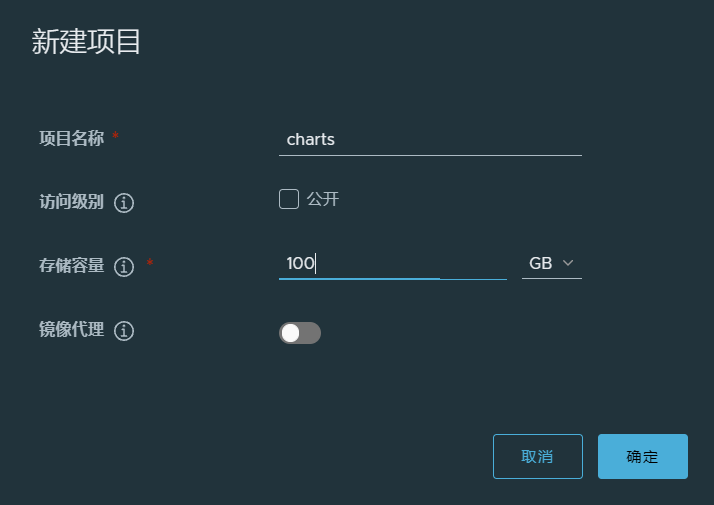 新建项目
项目名称 * charts
访问级别 公开
存储容量 * 100 GB
镜像代理
取消 确定